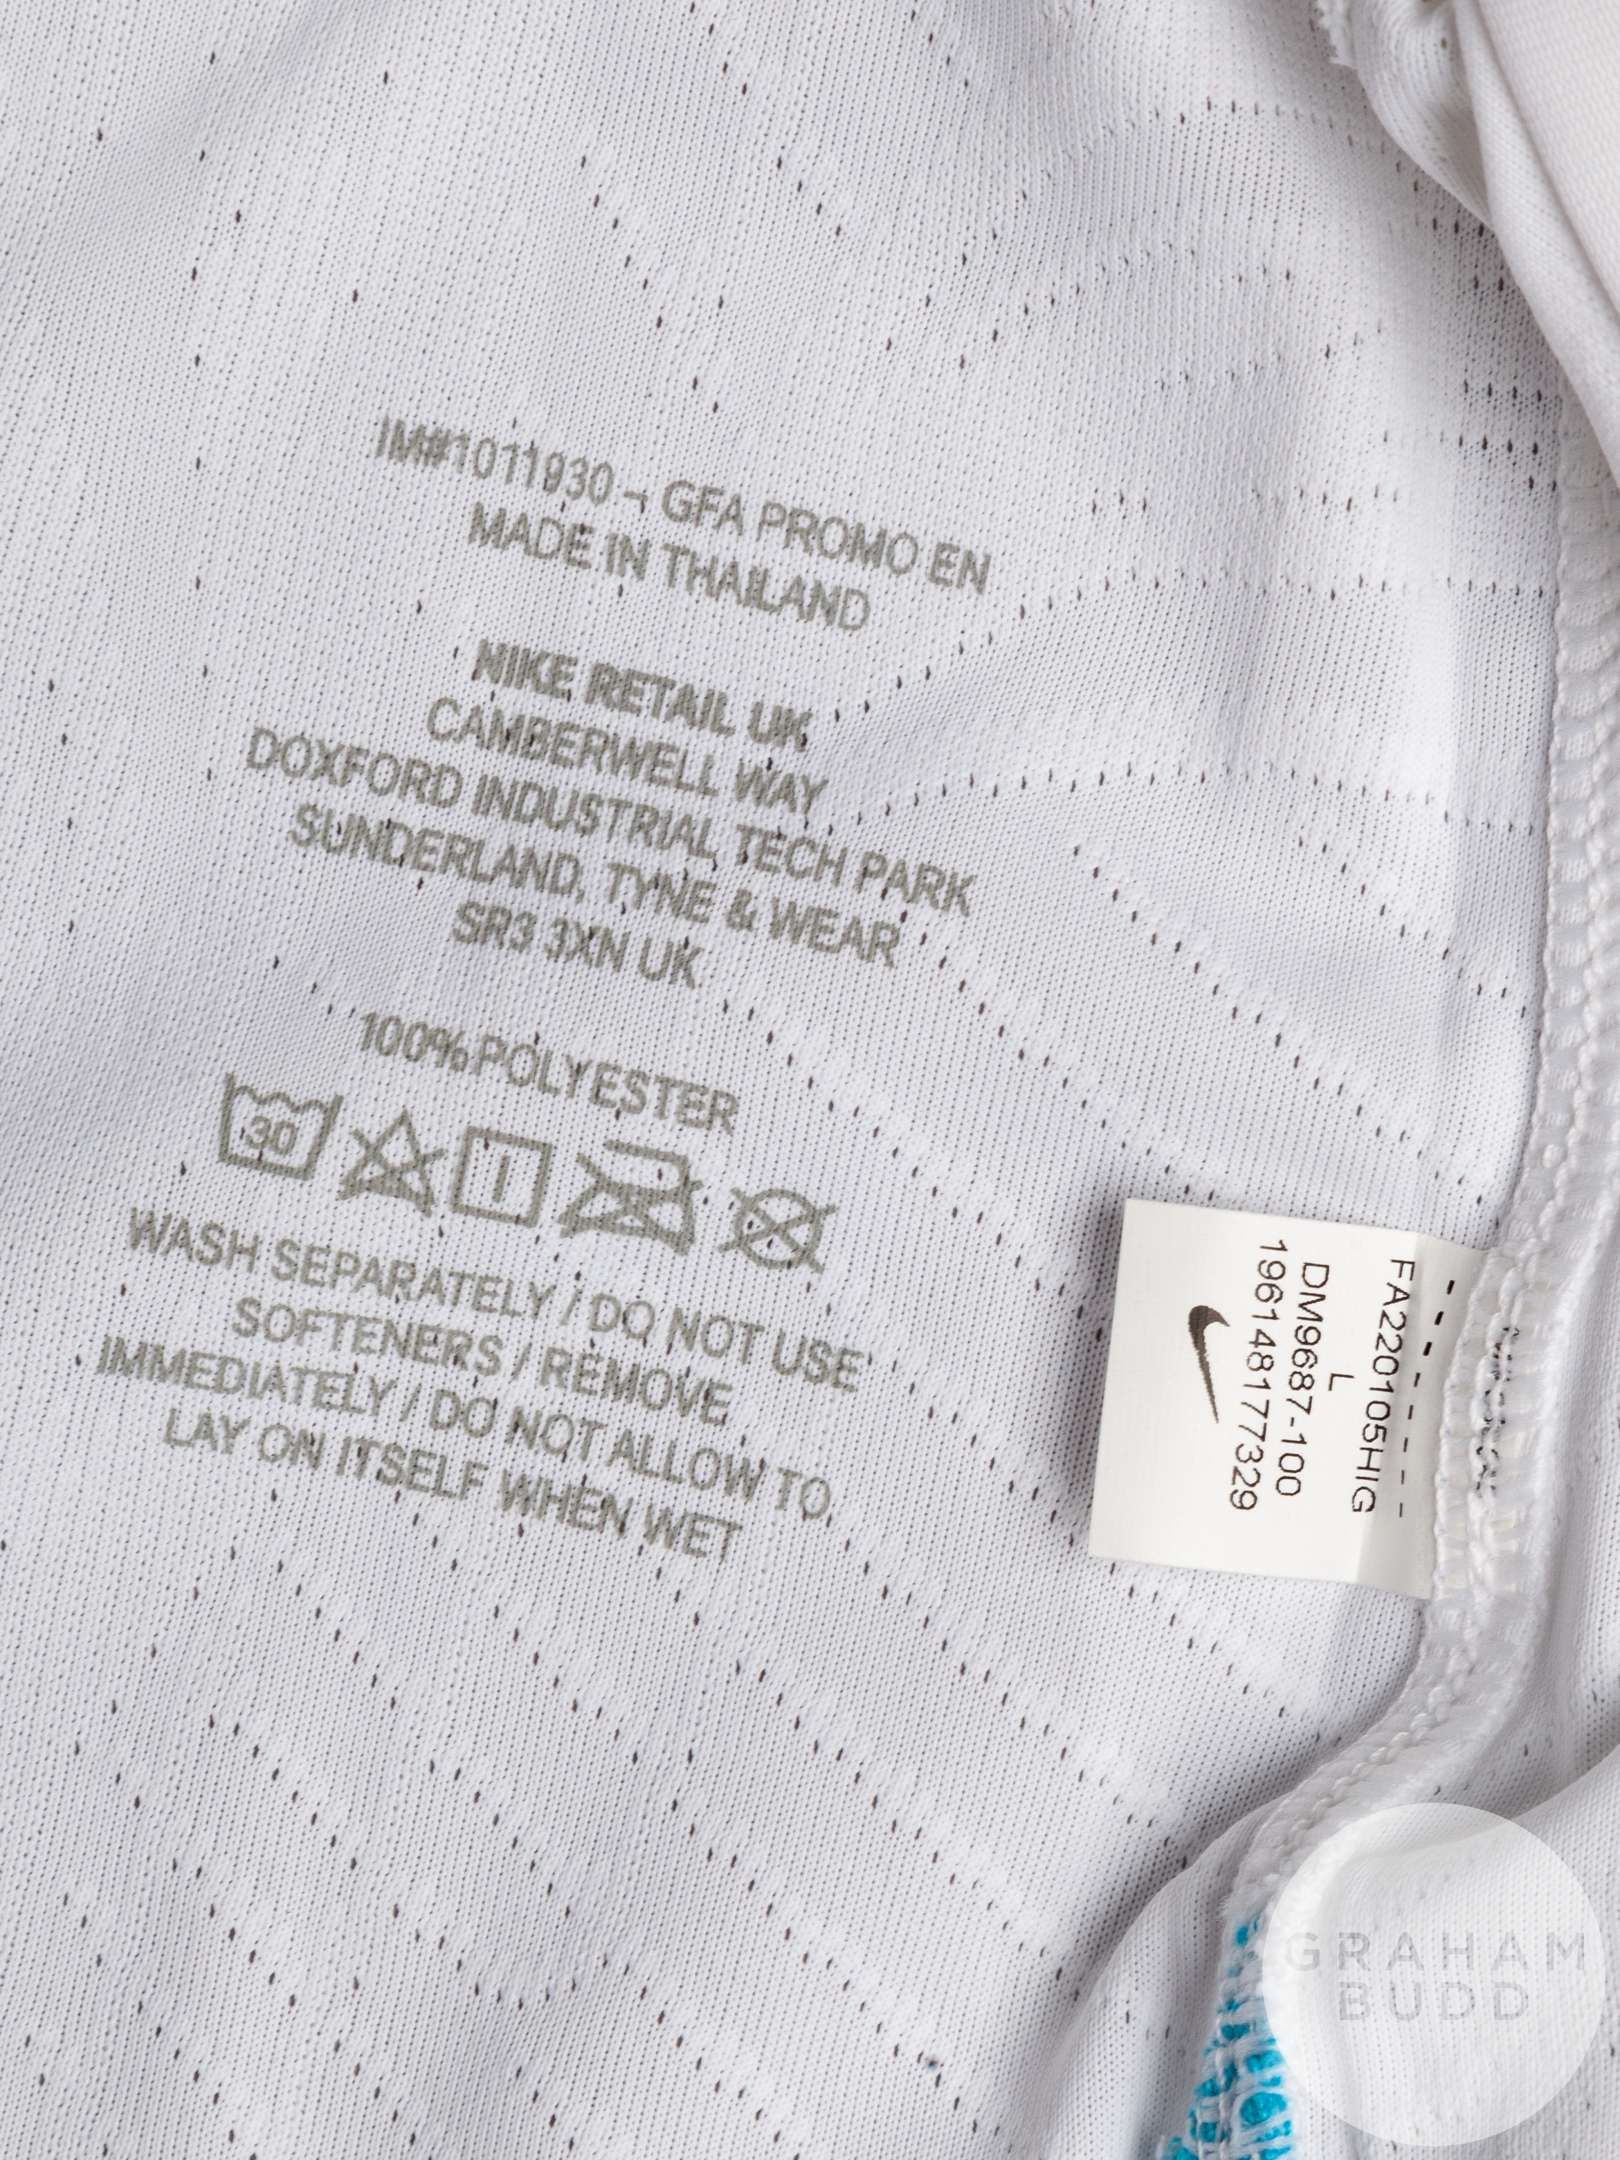 IM#1011930 – GFA PROMO EN
MADE IN THAILAND
NIKE RETAIL UK
CAMBERWELL WAY
DOXFORD INDUSTRIAL TECH PARK
SUNDERLAND, TYNE & WEAR
SR3 3XN UK
100% POLYESTER
30
WASH SEPARATELY / DO NOT USE
SOFTENERS / REMOVE
IMMEDIATELY / DO NOT ALLOW TO
LAY ON ITSELF WHEN WET
FA220105HIG
L
DM9687-100
196148177329
GRAHAM
BUDD